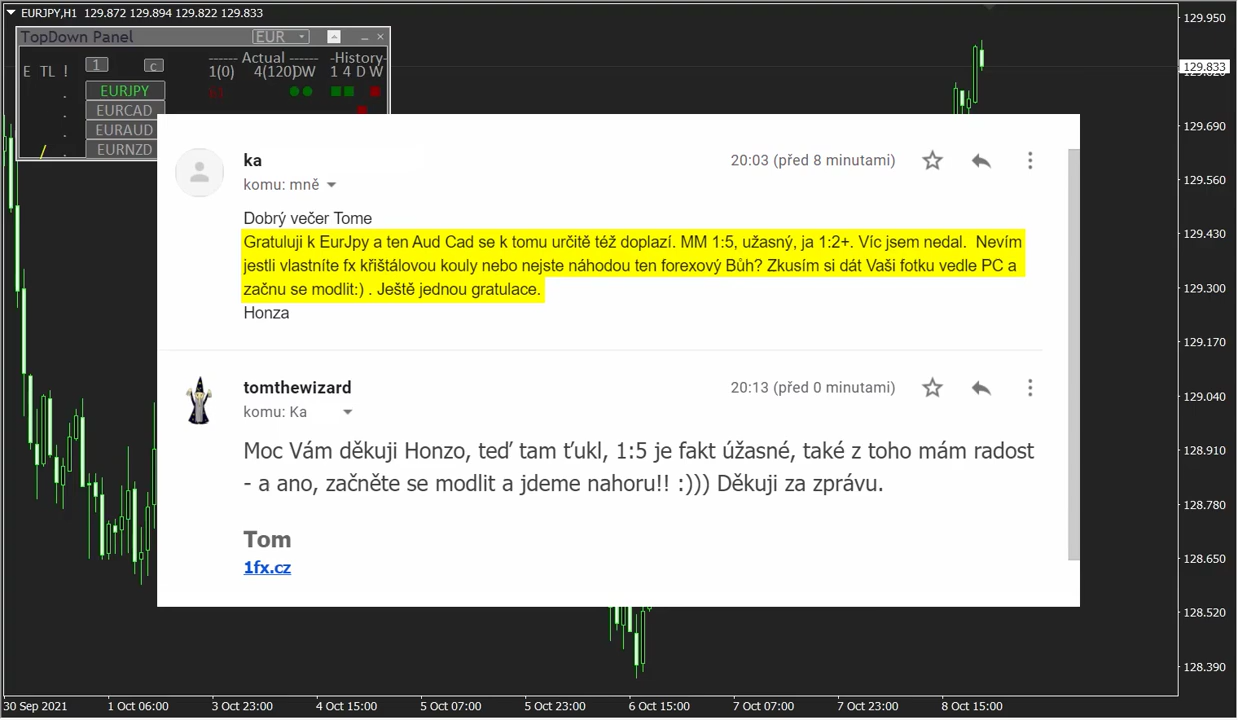 EURJPY,H1 129.872 129.894 129.822 129.833
TopDown Panel
EUR
------ Actual ------ -History-
E TL ! 1 c 1(0) 4(120) D W 1 4 D W
EURJPY
EURCAD
EURAUD
EURNZD
ka
20:03 (před 8 minutami)
komu: mně
Dobrý večer Tome
Gratuluji k EurJpy a ten Aud Cad se k tomu určitě též doplazí. MM 1:5, užasný, ja 1:2+. Víc jsem nedal. Nevím
jestli vlastníte fx křištálovou kouly nebo nejste náhodou ten forexový Bůh? Zkusím si dát Vaši fotku vedle PC a
začnu se modlit:) . Ještě jednou gratulace.
Honza
tomthewizard
20:13 (před 0 minutami)
komu: Ka
Moc Vám děkuji Honzo, teď tam ťukl, 1:5 je fakt úžasné, také z toho mám radost
- a ano, začněte se modlit a jdeme nahoru!! :))) Děkuji za zprávu.
Tom
1fx.cz
129.950
129.833
129.690
129.560
129.430
129.300
129.170
129.040
128.910
128.780
128.650
128.520
128.390
30 Sep 2021 1 Oct 06:00 3 Oct 23:00 4 Oct 15:00 5 Oct 07:00 5 Oct 23:00 6 Oct 15:00 7 Oct 07:00 7 Oct 23:00 8 Oct 15:00